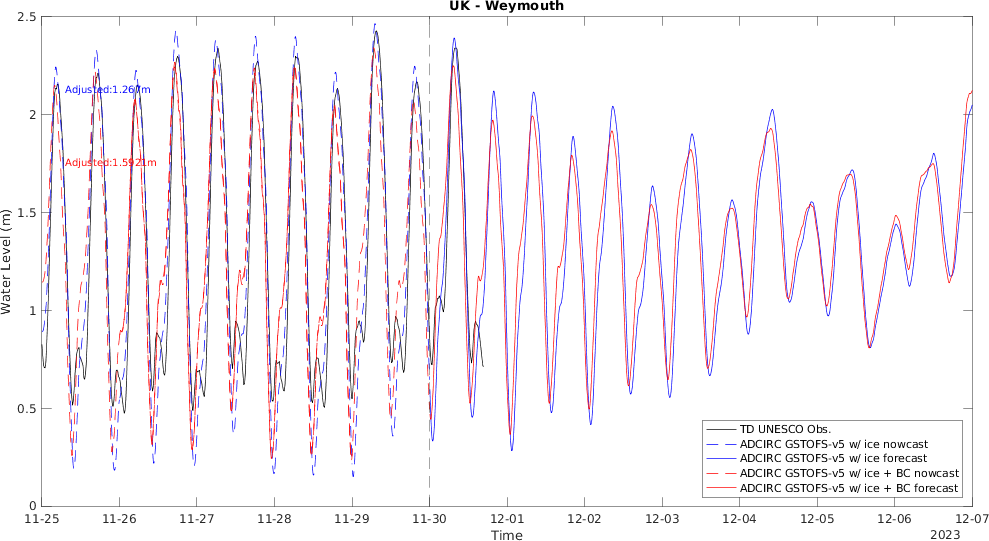 UK - Weymouth
2.5
2
1.5
1
0.5
0
Water Level (m)
Adjusted:1.267m
Adjusted:1.5921m
TD UNESCO Obs.
ADCIRC GSTOFS-v5 w/ ice nowcast
ADCIRC GSTOFS-v5 w/ ice forecast
ADCIRC GSTOFS-v5 w/ ice + BC nowcast
ADCIRC GSTOFS-v5 w/ ice + BC forecast
11-25 11-26 11-27 11-28 11-29 11-30 12-01 12-02 12-03 12-04 12-05 12-06 12-07
Time
2023